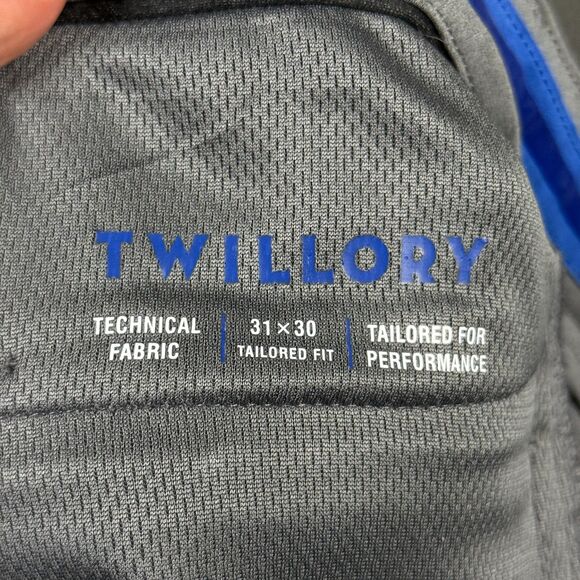 TWILLORY
TECHNICAL
FABRIC
31 × 30
TAILORED FIT
TAILORED FOR
PERFORMANCE